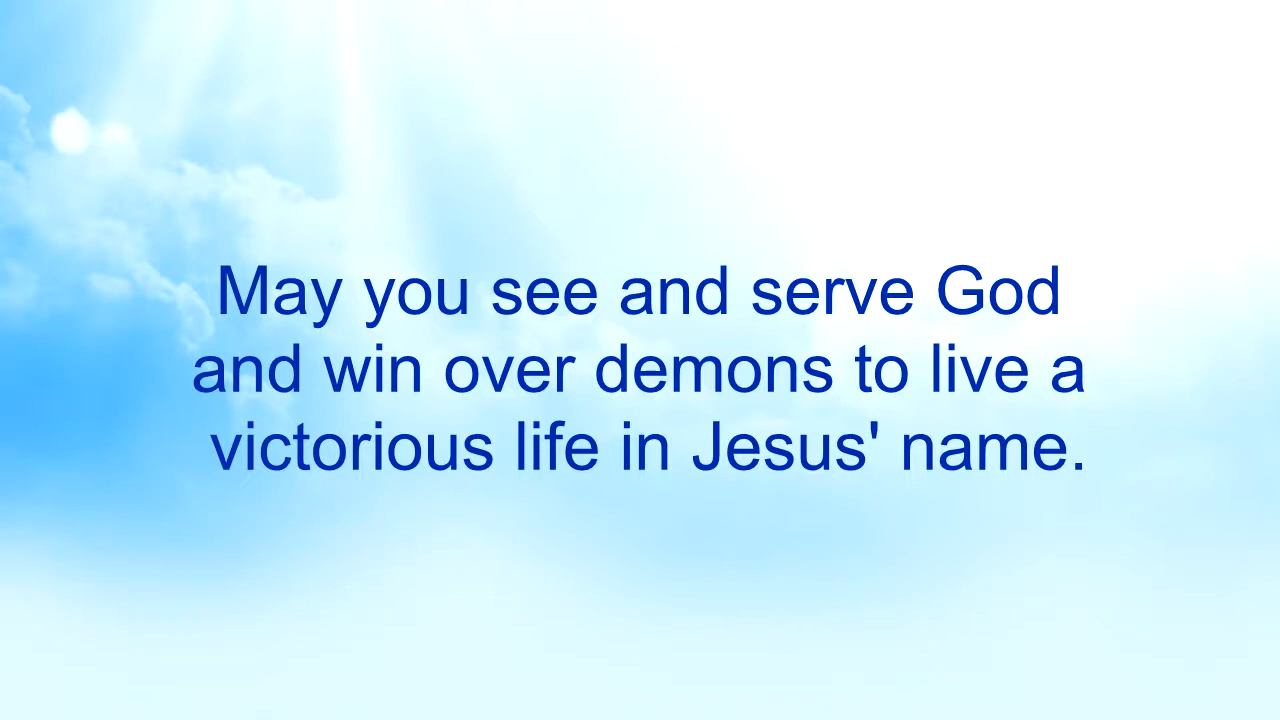 May you see and serve God
and win over demons to live a
victorious life in Jesus' name.